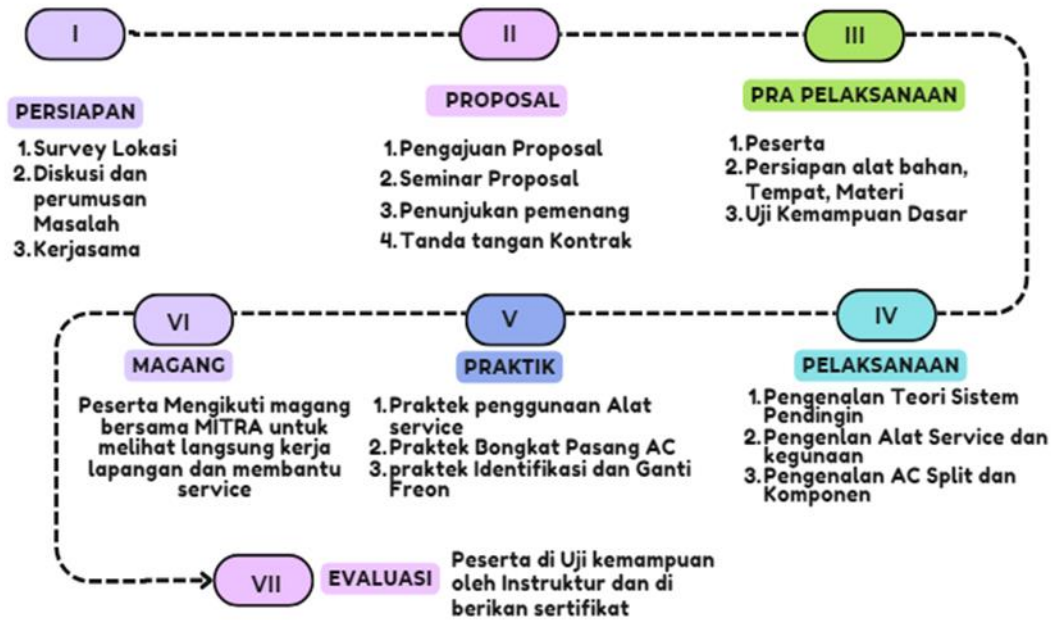 I
PERSIAPAN
1.Survey Lokasi
2.Diskusi dan
perumusan
Masalah
3.Kerjasama
II
PROPOSAL
1.Pengajuan Proposal
2.Seminar Proposal
3.Penunjukan pemenang
4.Tanda tangan Kontrak
III
PRA PELAKSANAAN
1.Peserta
2.Persiapan alat bahan,
Tempat, Materi
3.Uji Kemampuan Dasar
IV
PELAKSANAAN
1.Pengenalan Teori Sistem
Pendingin
2.Pengenlan Alat Service dan
kegunaan
3.Pengenalan AC Split dan
Komponen
V
PRAKTIK
1.Praktek penggunaan Alat
service
2.Praktek Bongkat Pasang AC
3.praktek Identifikasi dan Ganti
Freon
VI
MAGANG
Peserta Mengikuti magang
bersama MITRA untuk
melihat langsung kerja
lapangan dan membantu
service
VII
EVALUASI
Peserta di Uji kemampuan
oleh Instruktur dan di
berikan sertifikat